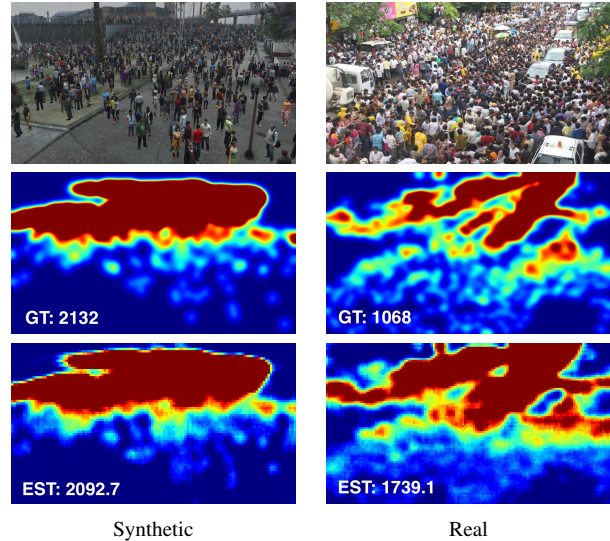 GT: 2132
GT: 1068
EST: 2092.7
EST: 1739.1
Synthetic
Real